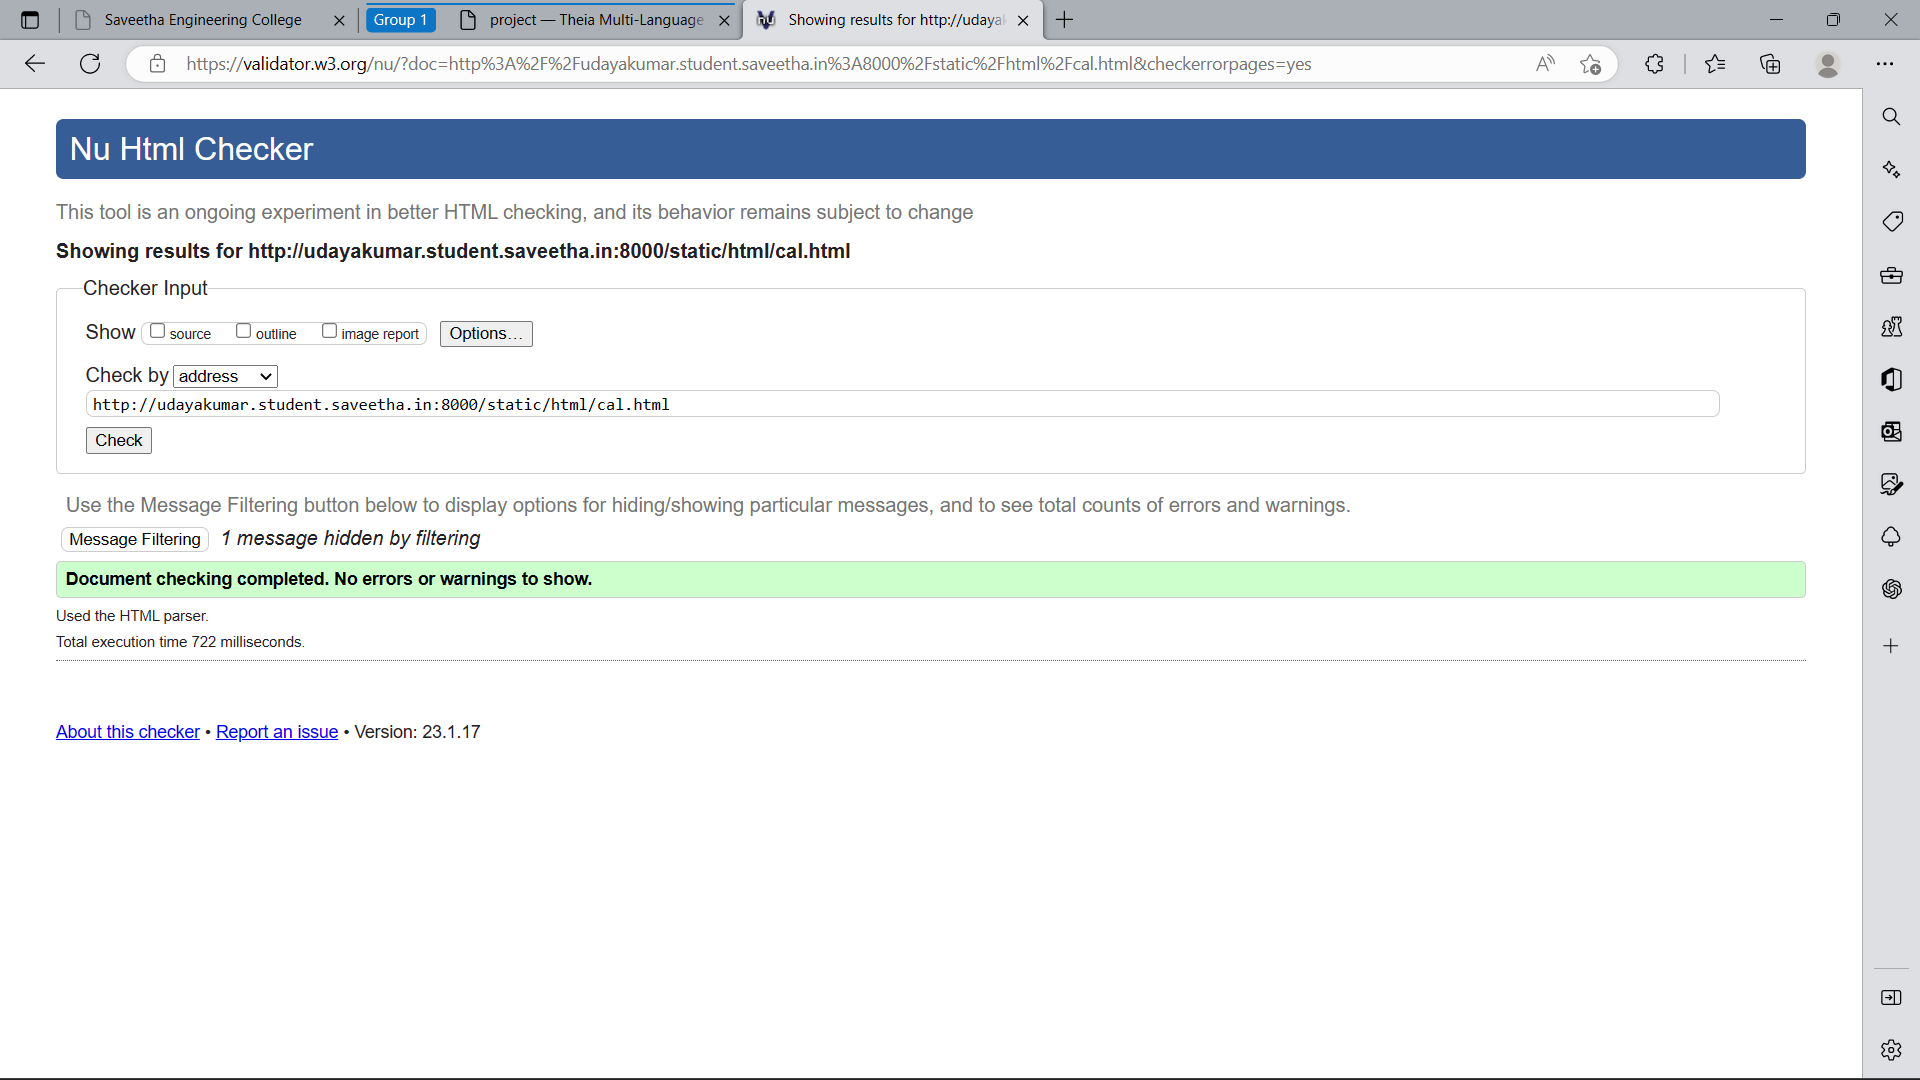 Saveetha Engineering College
Group 1
project — Theia Multi-Language
Showing results for http://udaya
https://validator.w3.org/nu/?doc=http%3A%2F%2Fudayakumar.student.saveetha.in%3A8000%2Fstatic%2Fhtml%2Fcal.html&checkerrorpages=yes
Nu Html Checker
This tool is an ongoing experiment in better HTML checking, and its behavior remains subject to change
Showing results for http://udayakumar.student.saveetha.in:8000/static/html/cal.html
Checker Input
Show source outline image report Options...
Check by address
http://udayakumar.student.saveetha.in:8000/static/html/cal.html
Check
Use the Message Filtering button below to display options for hiding/showing particular messages, and to see total counts of errors and warnings.
Message Filtering 1 message hidden by filtering
Document checking completed. No errors or warnings to show.
Used the HTML parser.
Total execution time 722 milliseconds.
About this checker • Report an issue • Version: 23.1.17